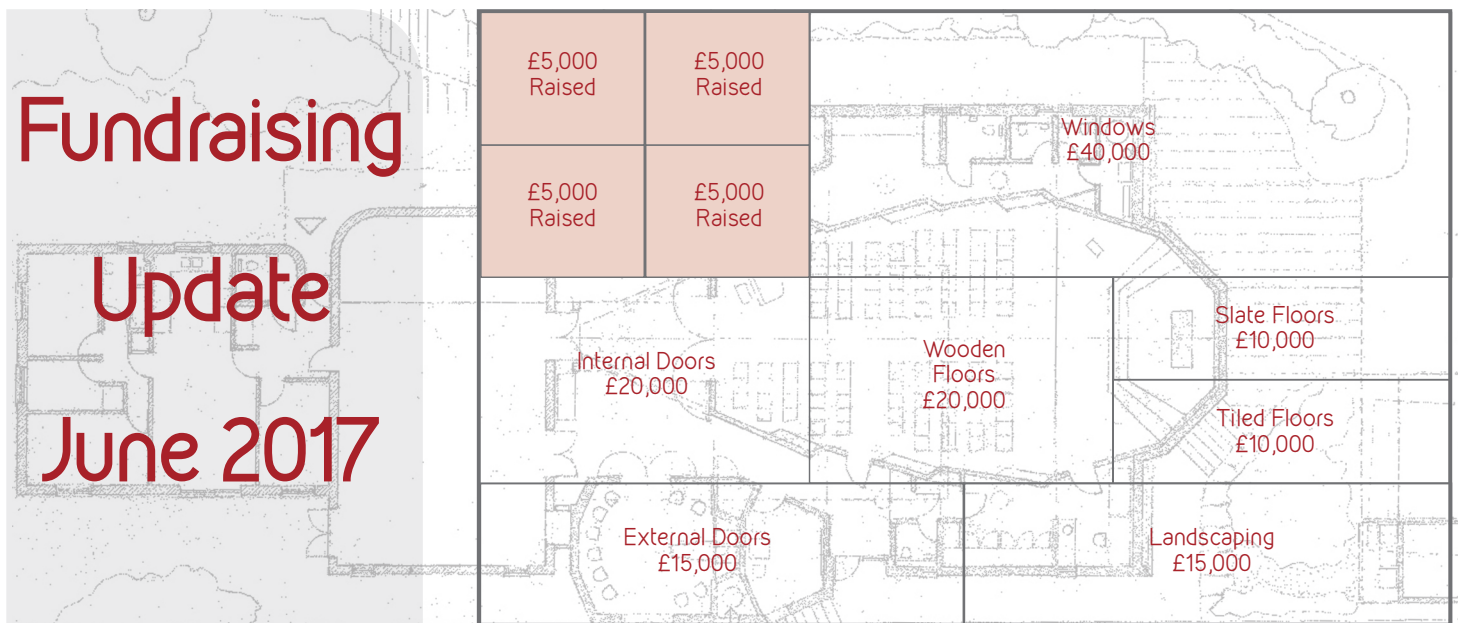 Fundraising
Update
June 2017
£5,000
Raised
£5,000
Raised
£5,000
Raised
£5,000
Raised
Windows
£40,000
Internal Doors
£20,000
Wooden
Floors
£20,000
Slate Floors
£10,000
Tiled Floors
£10,000
External Doors
£15,000
Landscaping
£15,000